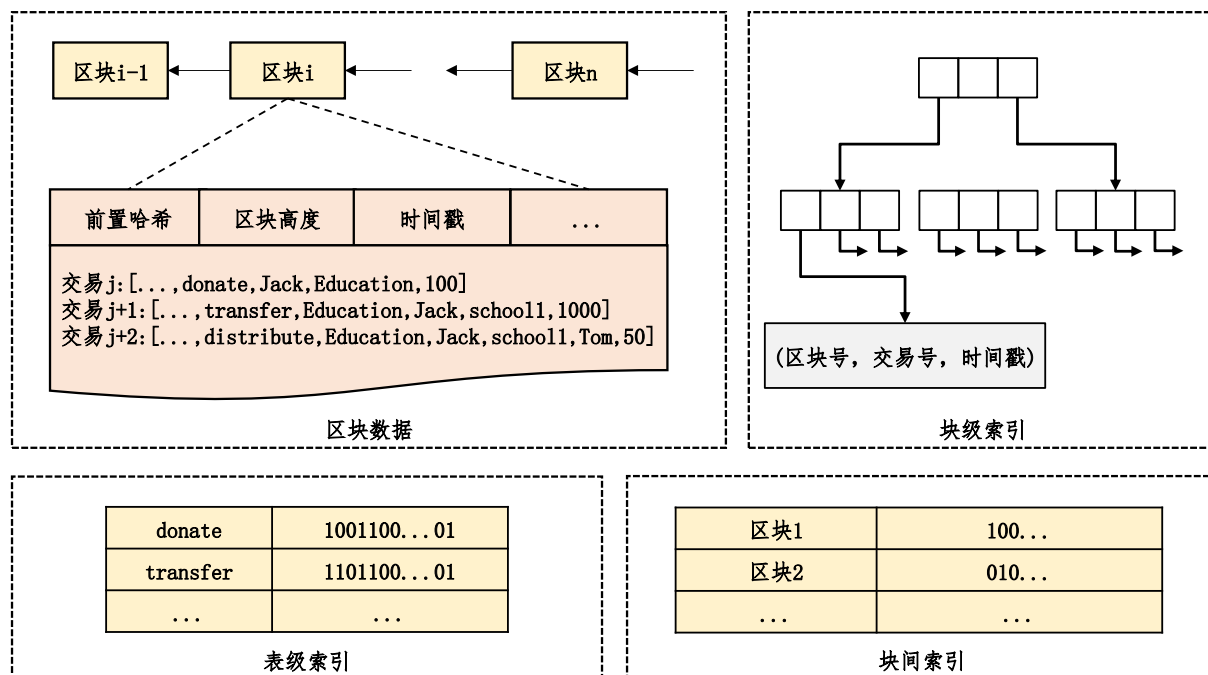 区块i-1
区块i
区块n
前置哈希
区块高度
时间戳
...
交易j:[...,donate,Jack,Education,100]
交易j+1:[...,transfer,Education,Jack,school1,1000]
交易j+2:[...,distribute,Education,Jack,school1,Tom,50]
区块数据
(区块号，交易号，时间戳)
块级索引
donate 1001100...01
transfer 1101100...01
... ...
表级索引
区块1 100...
区块2 010...
... ...
块间索引